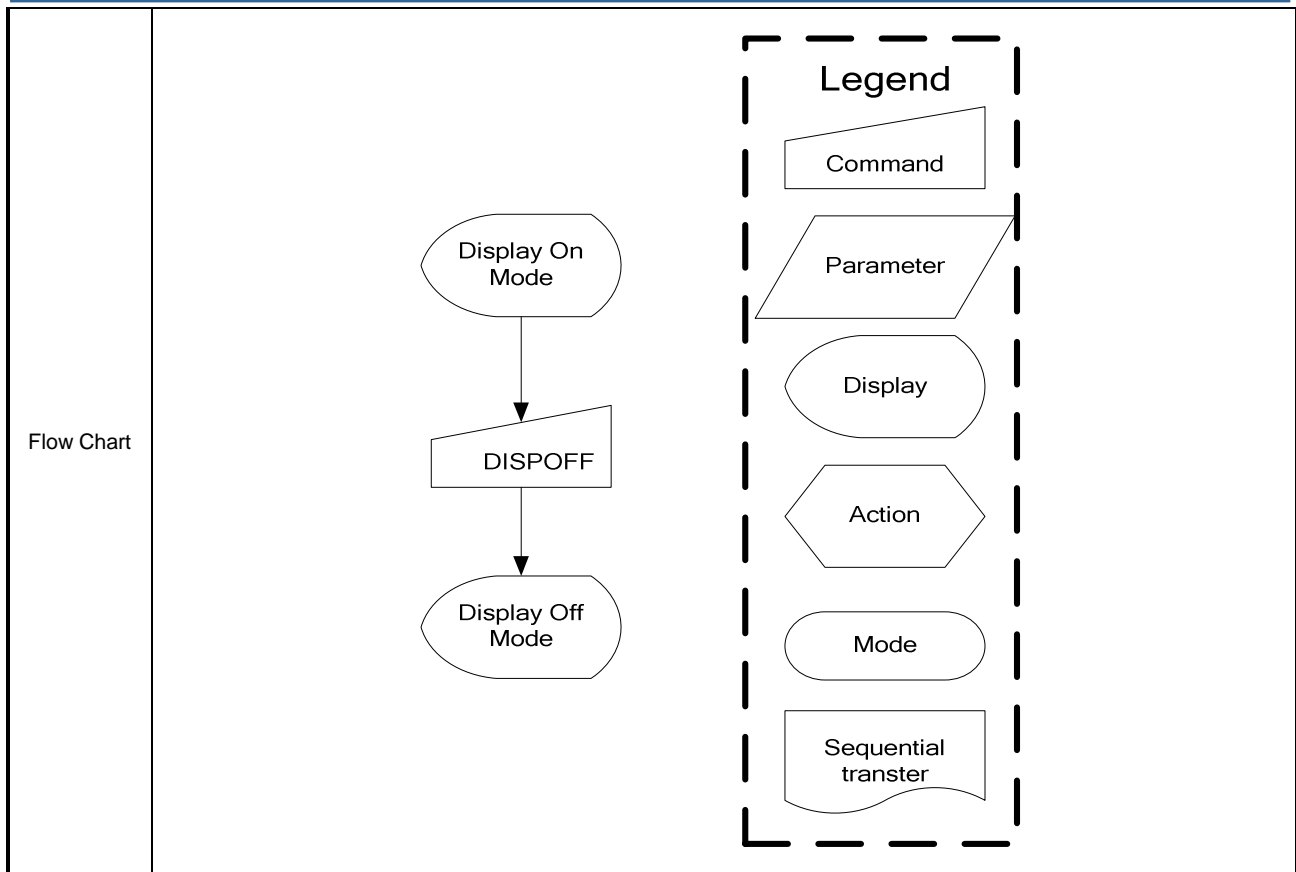 Flow Chart
Display On
Mode
DISPOFF
Display Off
Mode
Legend
Command
Parameter
Display
Action
Mode
Sequential
transter